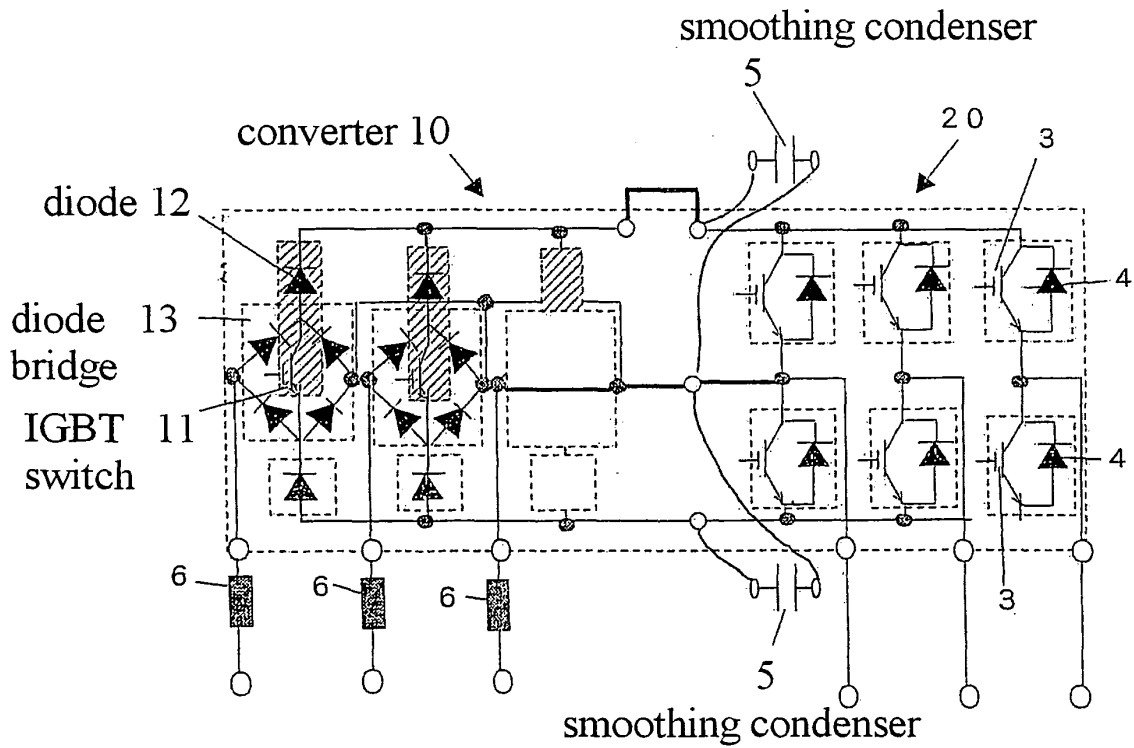 smoothing condenser
5
converter 10
20
3
diode 12
4
diode 13
bridge
IGBT 11
switch
4
3
6
6
6
5
smoothing condenser